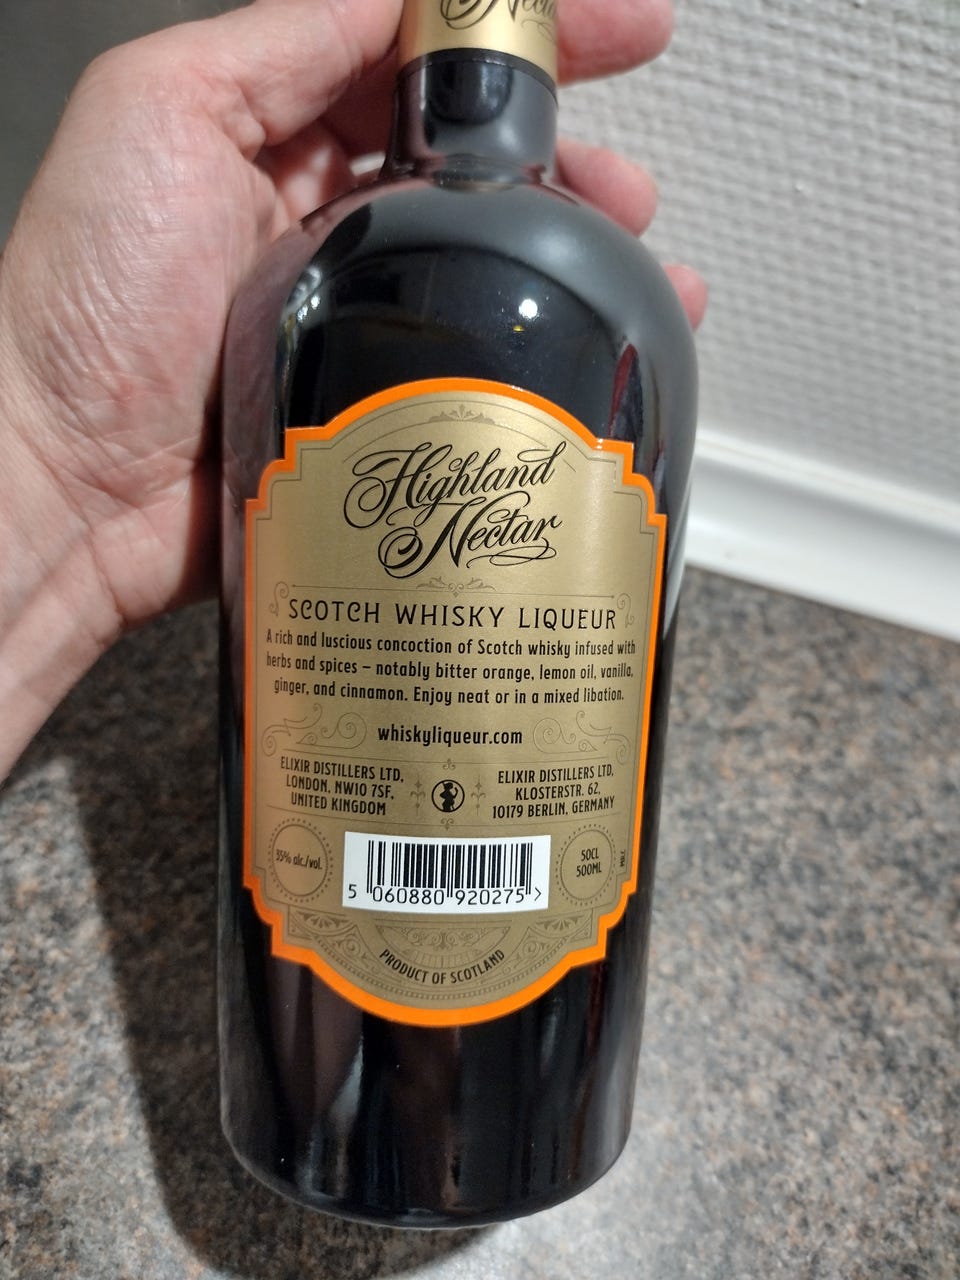 Nectar
Highland
Nectar
SCOTCH WHISKY LIQUEUR
A rich and luscious concoction of Scotch whisky infused with
herbs and spices – notably bitter orange, lemon oil, vanilla,
ginger, and cinnamon. Enjoy neat or in a mixed libation.
whiskyliqueur.com
ELIXIR DISTILLERS LTD,
LONDON, NW10 7SF,
UNITED KINGDOM
ELIXIR DISTILLERS LTD,
KLOSTERSTR. 62,
10179 BERLIN, GERMANY
35% alc./vol.
5 060880 920275 >
50CL
500ML
PRODUCT OF SCOTLAND